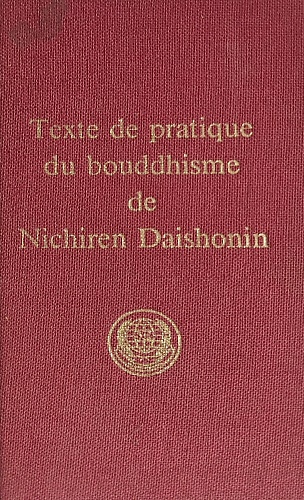 Texte de pratique
du bouddhisme
de
Nichiren Daishonin